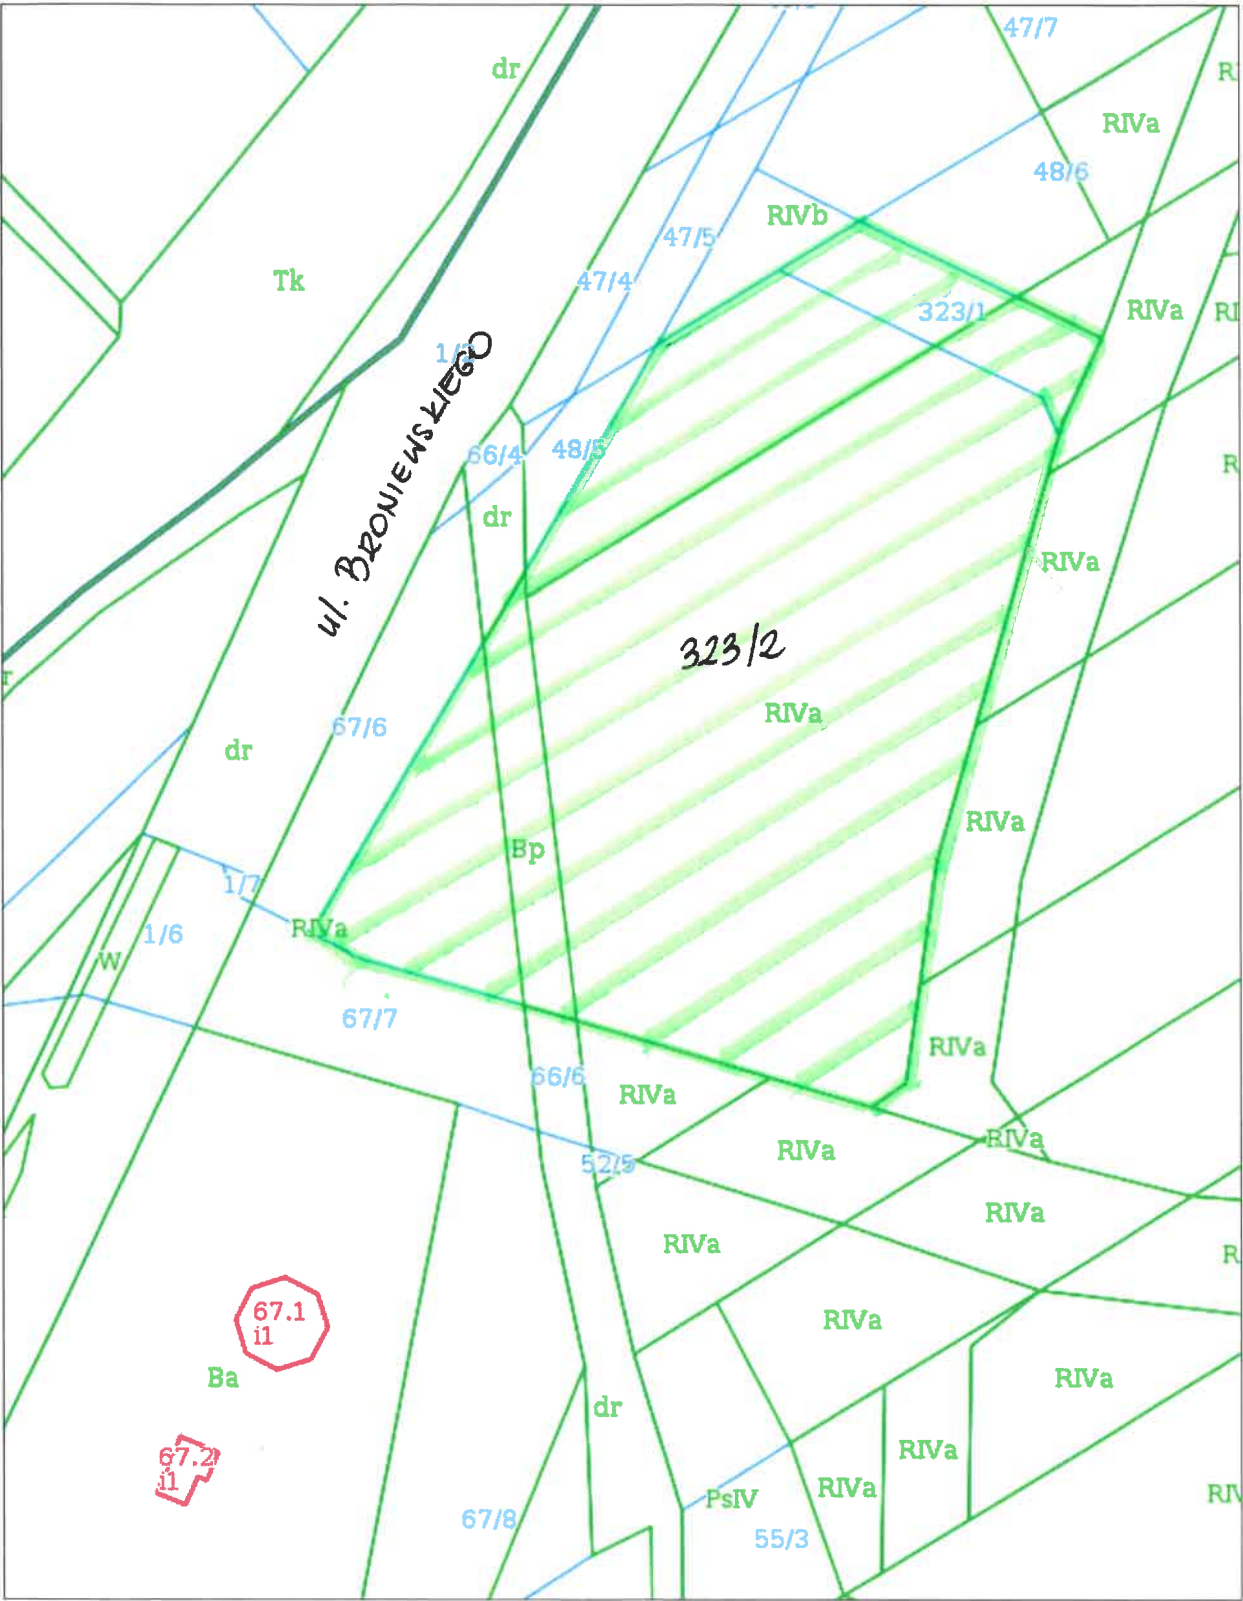 47/7
dr
RIVa
48/6
RIVb
47/5
Tk
47/4
323/1
RIVa
1/2
ul. BRONIEWSKIEGO
66/4
48/5
dr
RIVa
323/2
RIVa
67/6
dr
RIVa
Bp
1/7
RIVa
1/6
W
67/7
RIVa
66/6
RIVa
RIVa
RIVa
52/5
RIVa
RIVa
67.1
i1
RIVa
Ba
RIVa
dr
RIVa
67.2
i1
RIVa
PsIV
67/8
55/3